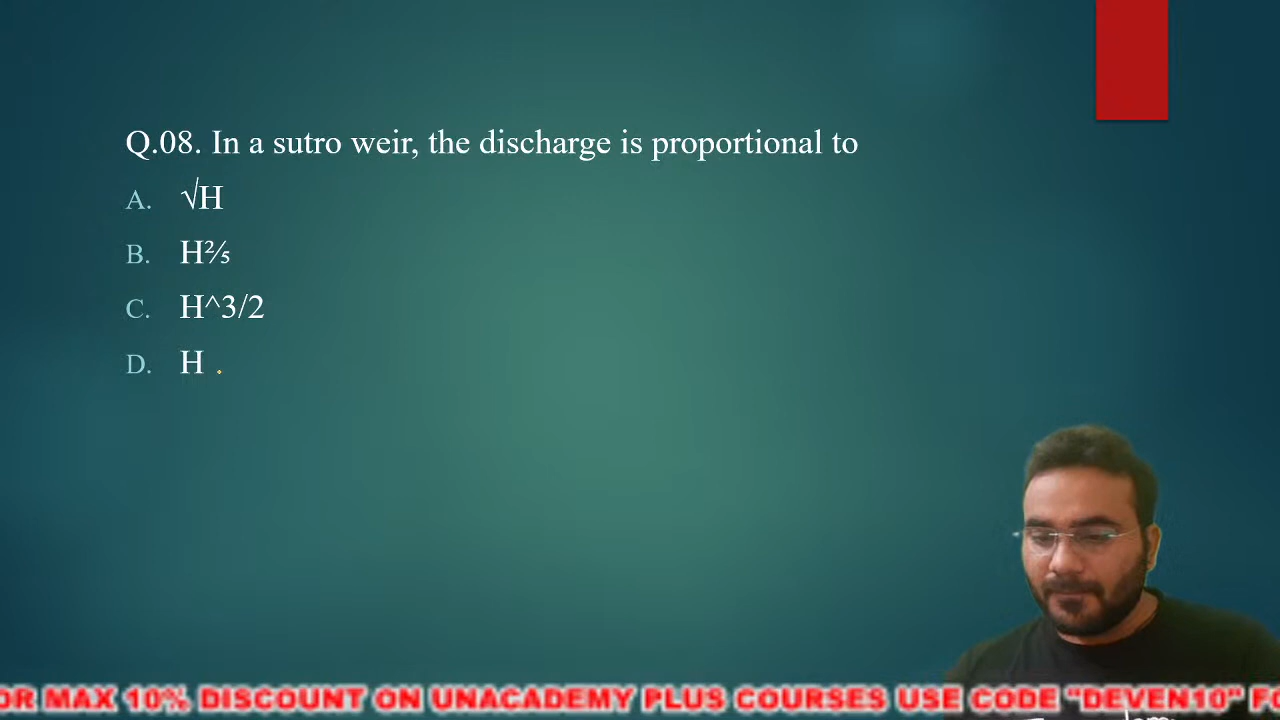 Q.08. In a sutro weir, the discharge is proportional to
A. √H
B. H⅖
C. H^3/2
D. H .
OR MAX 10% DISCOUNT ON UNACADEMY PLUS COURSES USE CODE "DEVEN10" FO